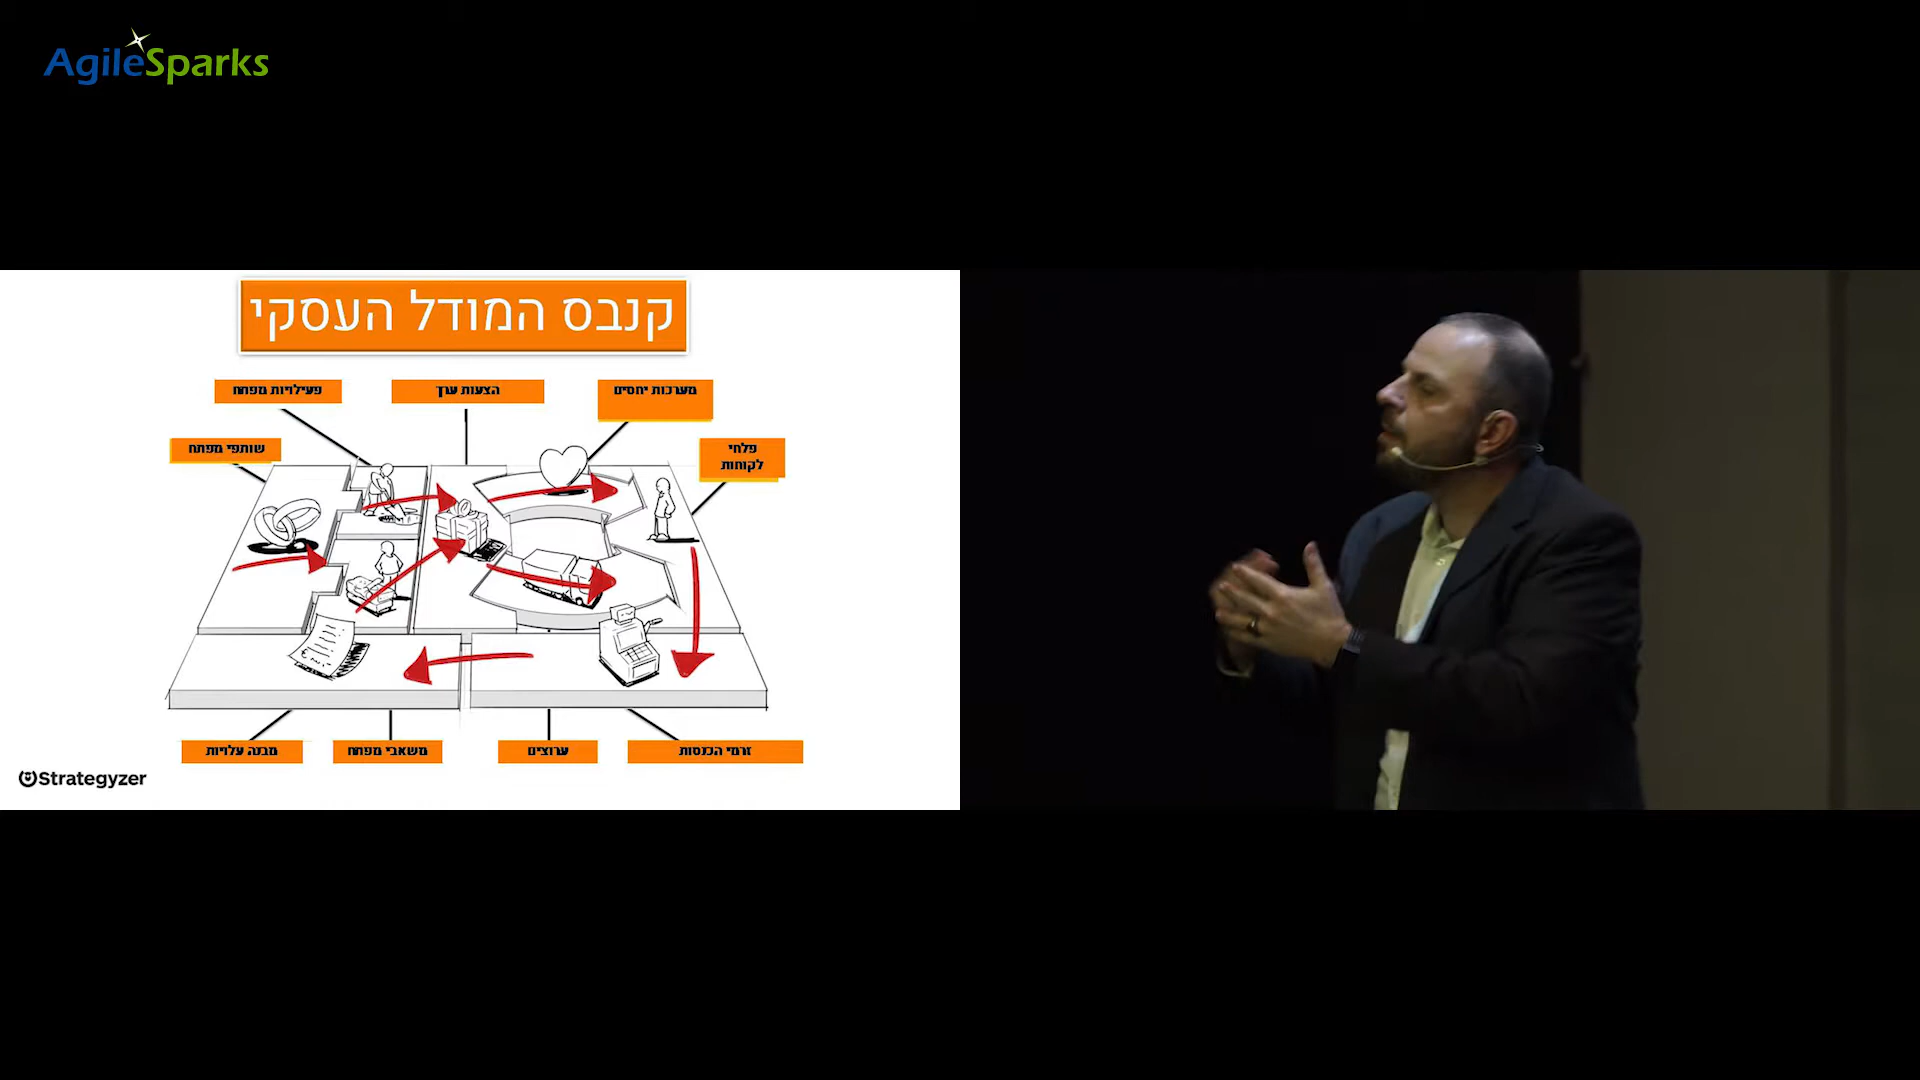 AgileSparks
קנבס המודל העסקי
מערכות יחסים
הצעות ערך
פעילויות מפתח
פלחי
לקוחות
שותפי מפתח
זרמי הכנסות
ערוצים
משאבי מפתח
מבנה עלויות
Strategyzer